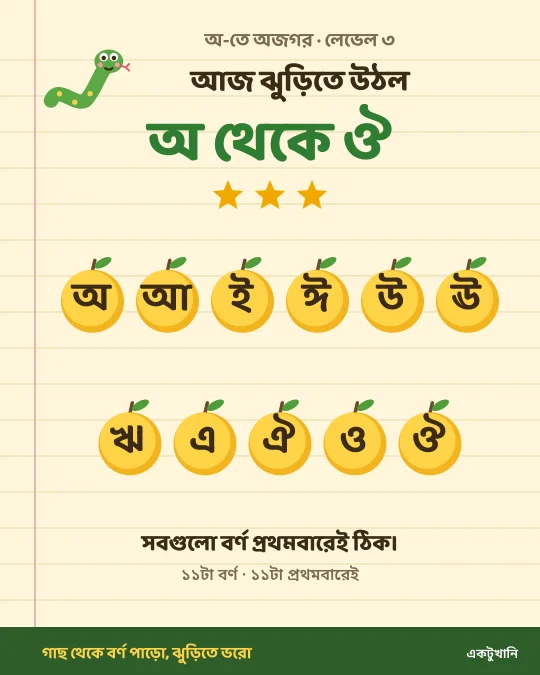 অ-তে অজগর · লেভেল ৩
আজ ঝুড়িতে উঠল
অ থেকে ঔ
অ আ ই ঈ উ ঊ
ঋ এ ঐ ও ঔ
সবগুলো বর্ণ প্রথমবারেই ঠিক।
১১টা বর্ণ · ১১টা প্রথমবারেই
গাছ থেকে বর্ণ পাড়ো, ঝুড়িতে ভরো
একটুখানি